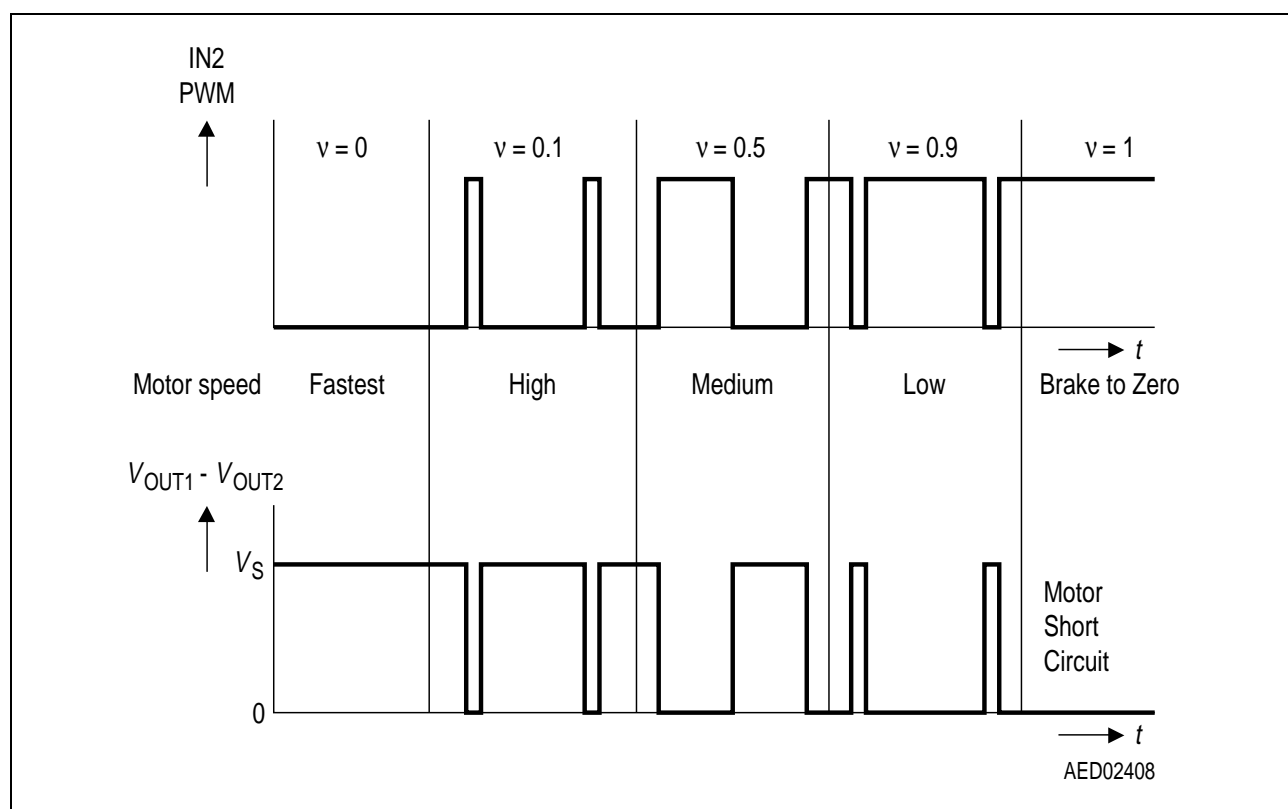 IN2
PWM
ν = 0 ν = 0.1 ν = 0.5 ν = 0.9 ν = 1
t
Motor speed Fastest High Medium Low Brake to Zero
VOUT1 - VOUT2
VS
Motor
Short
Circuit
0
t
AED02408